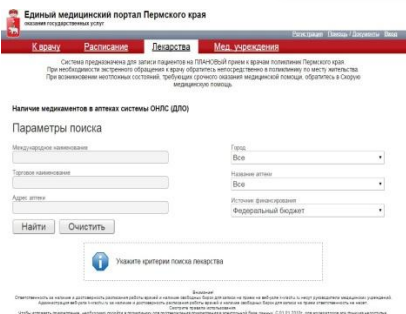 Единый медицинский портал Пермского края
оказание государственных услуг
Регистрация Помощь / Документы Вход
К врачу Расписание Лекарства Мед. учреждения
Система предназначена для записи пациентов на ПЛАНОВЫЙ прием к врачам поликлиник Пермского края.
При необходимости экстренного обращения к врачу обратитесь непосредственно в поликлинику по месту жительства.
При возникновении неотложных состояний, требующих срочного оказания медицинской помощи, обратитесь в Скорую
медицинскую помощь.
Наличие медикаментов в аптеках системы ОНЛС (ДЛО)
Параметры поиска
Международное наименование
Город
Все
Торговое наименование
Название аптеки
Все
Адрес аптеки
Источник финансирования
Федеральный бюджет
Найти Очистить
Укажите критерии поиска лекарства
Внимание!